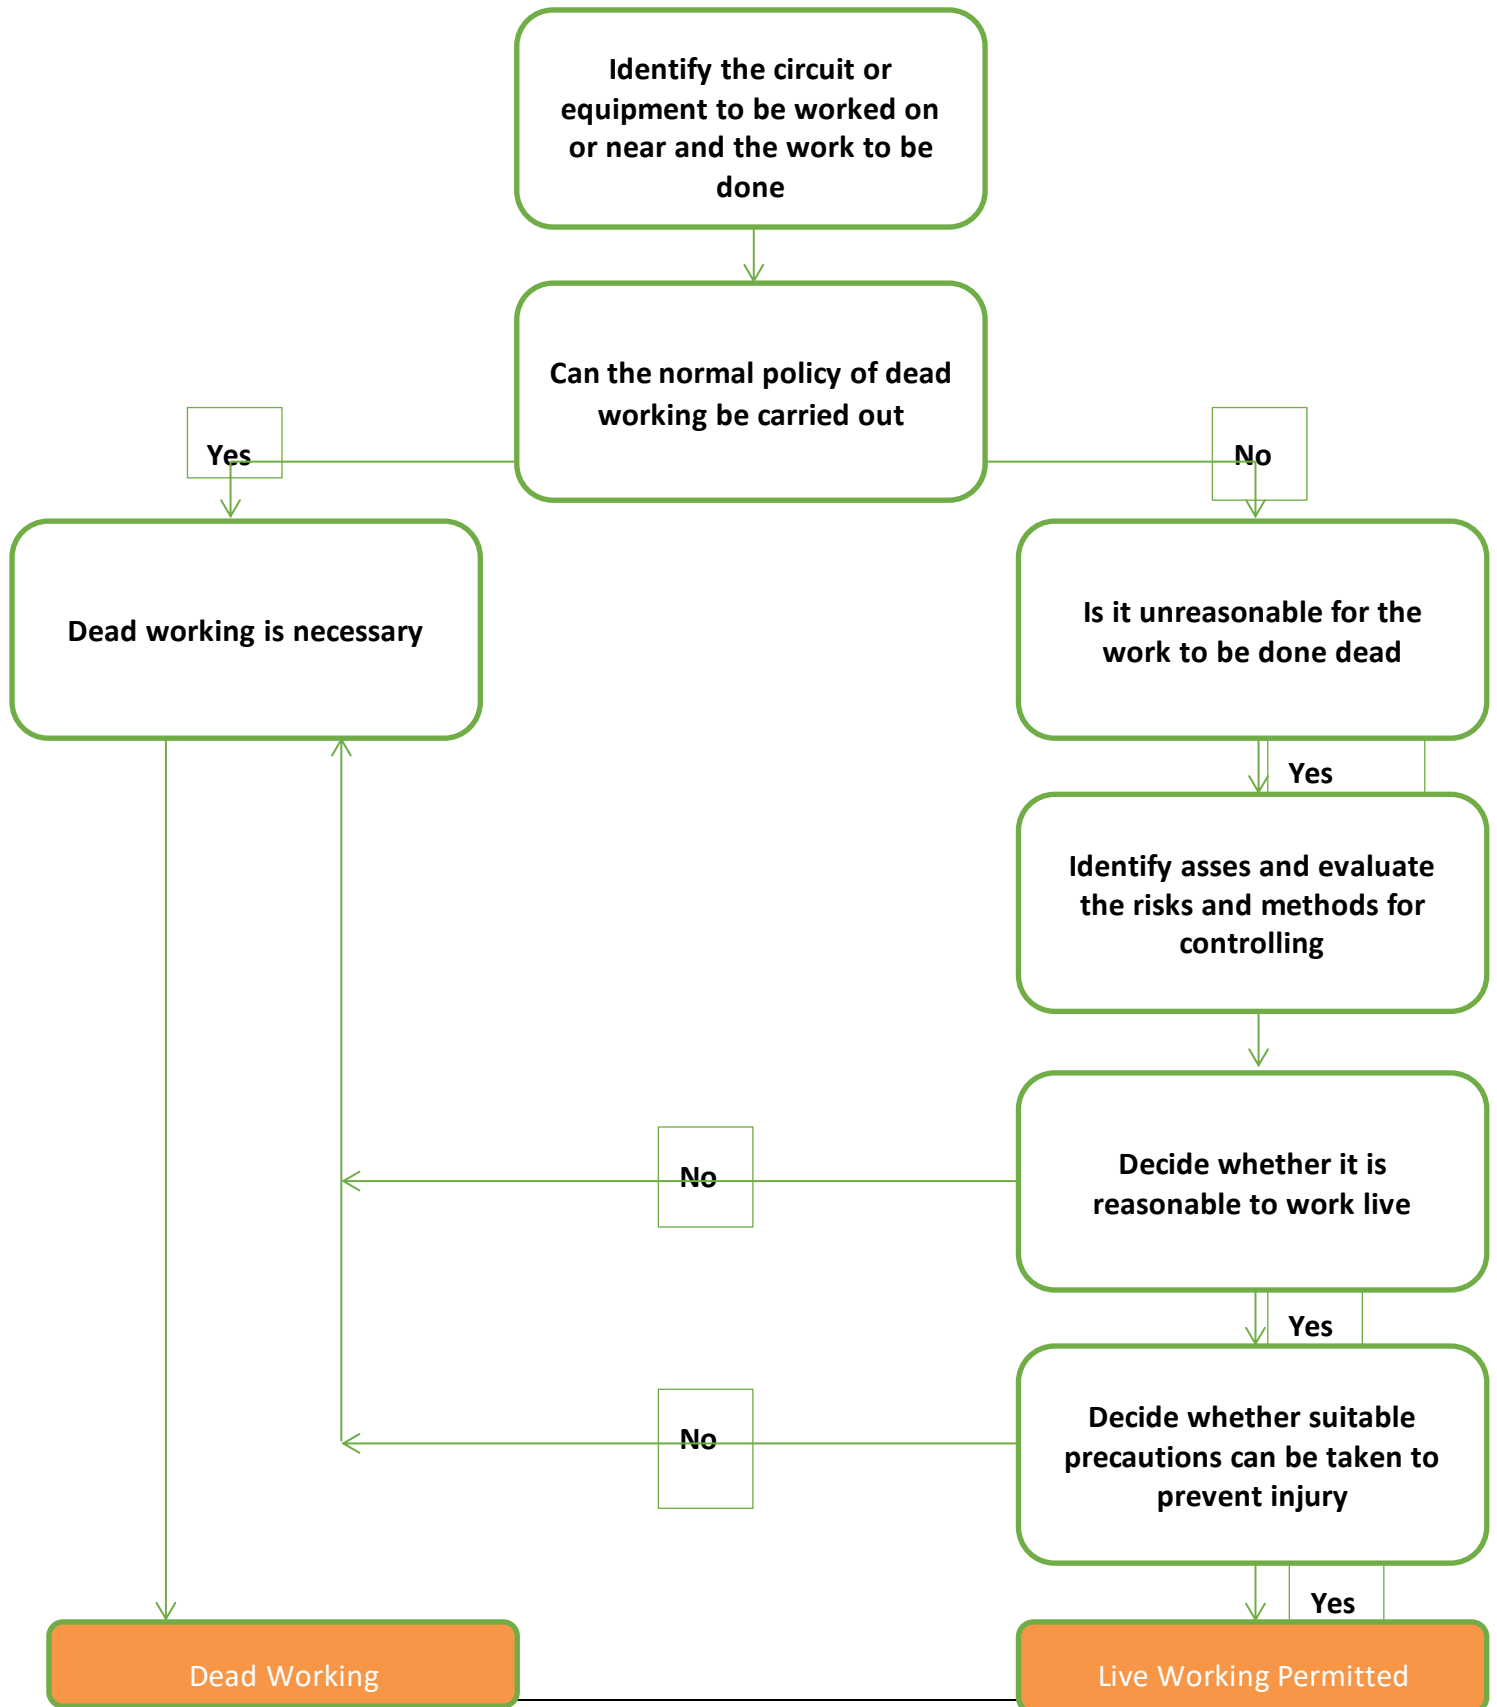 Identify the circuit or
equipment to be worked on
or near and the work to be
done
Can the normal policy of dead
working be carried out
Yes
No
Dead working is necessary
Is it unreasonable for the
work to be done dead
Yes
Identify asses and evaluate
the risks and methods for
controlling
Decide whether it is
reasonable to work live
No
Yes
Decide whether suitable
precautions can be taken to
prevent injury
No
Yes
Dead Working
Live Working Permitted